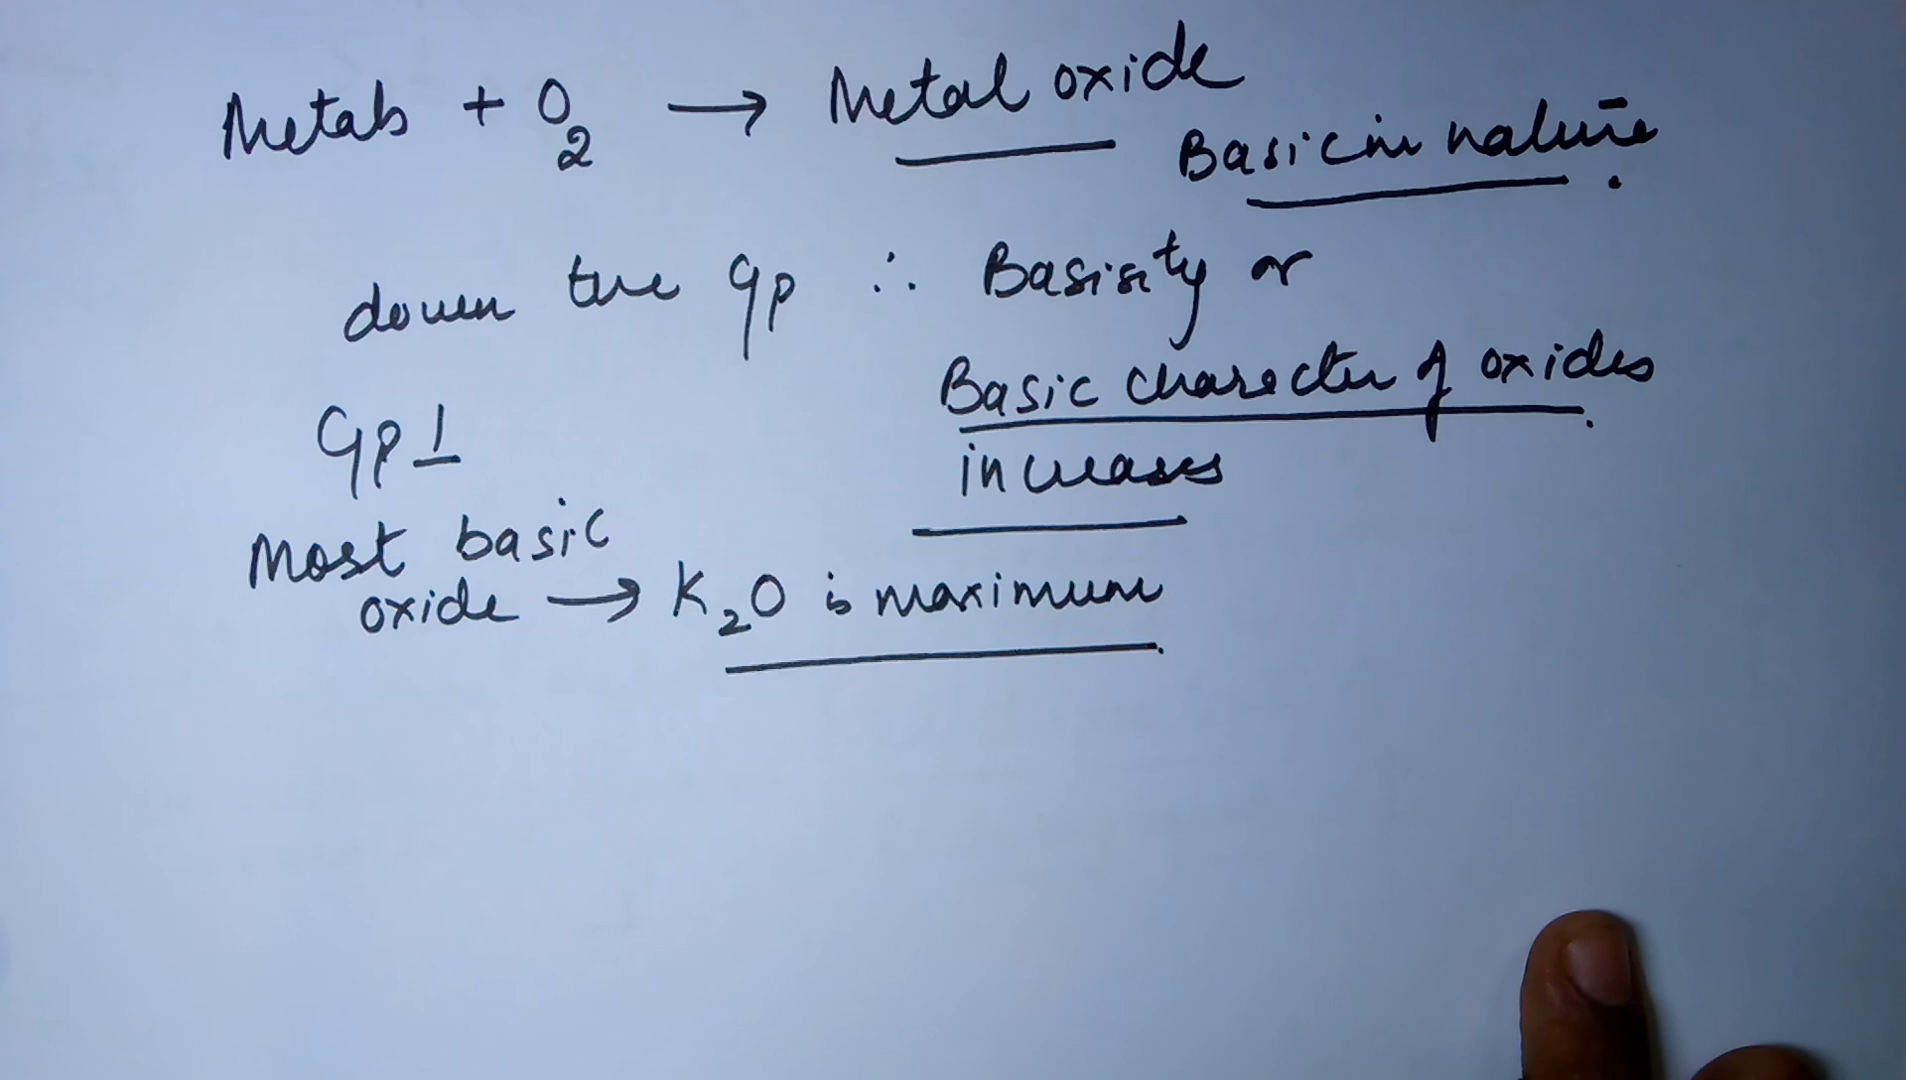 Metals + O2 → Metal oxide
Basic in nature.
down the gp ∴ Basisity or
Basic character of oxides
increases
Gp 1
Most basic
oxide → K2O is maximum.